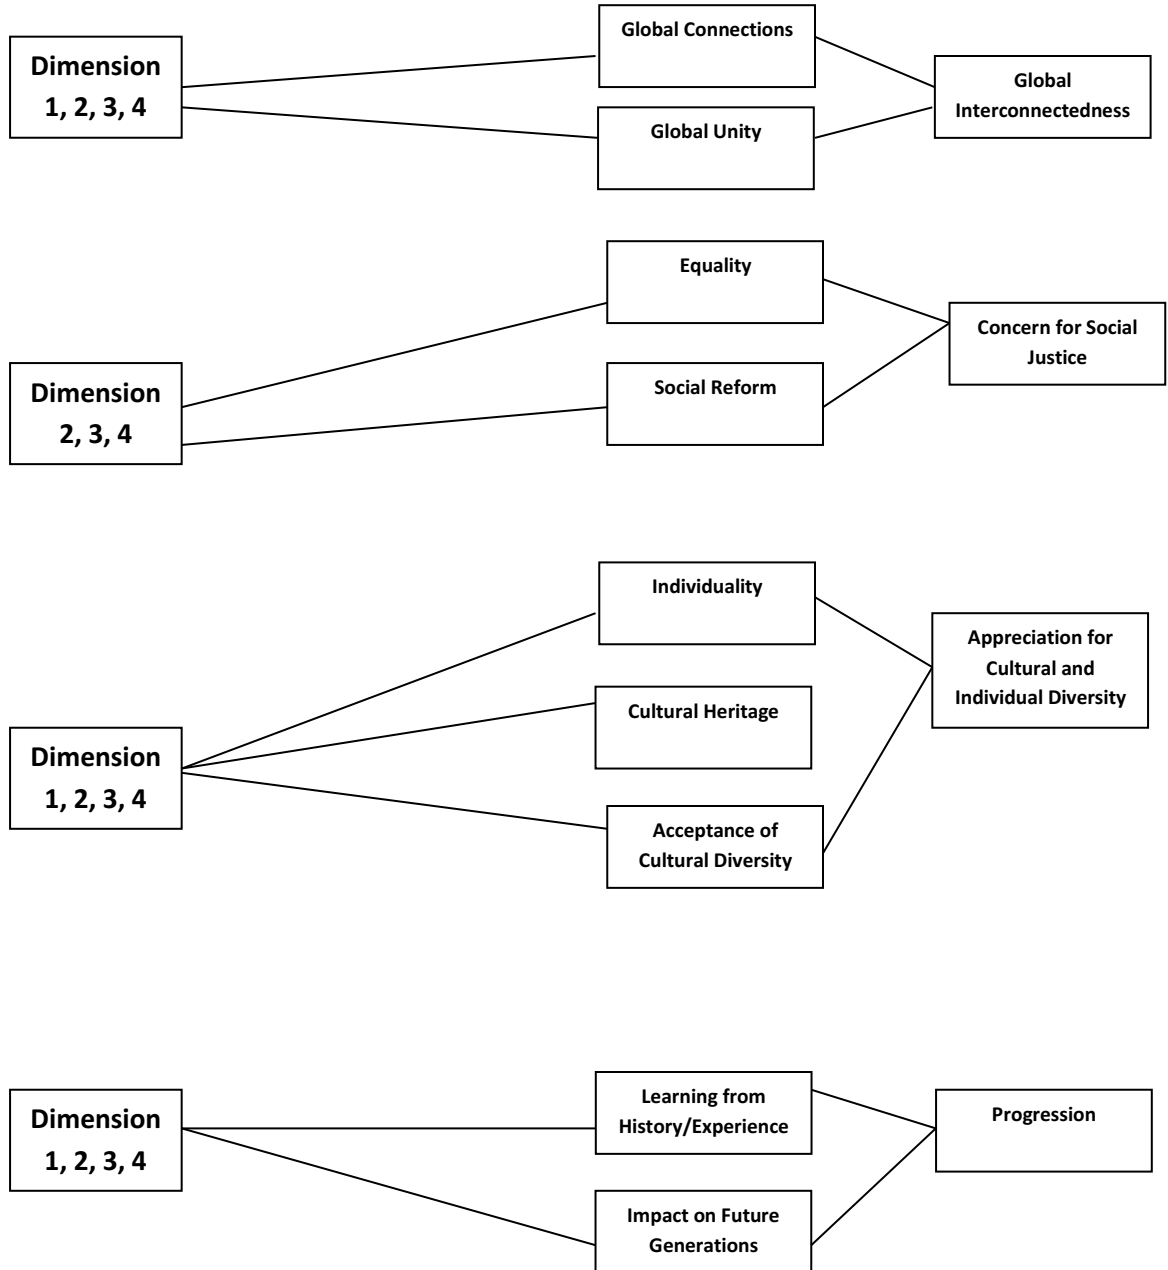 Dimension
1, 2, 3, 4
Global Connections
Global Unity
Global
Interconnectedness
Dimension
2, 3, 4
Equality
Social Reform
Concern for Social
Justice
Dimension
1, 2, 3, 4
Individuality
Cultural Heritage
Acceptance of
Cultural Diversity
Appreciation for
Cultural and
Individual Diversity
Dimension
1, 2, 3, 4
Learning from
History/Experience
Impact on Future
Generations
Progression